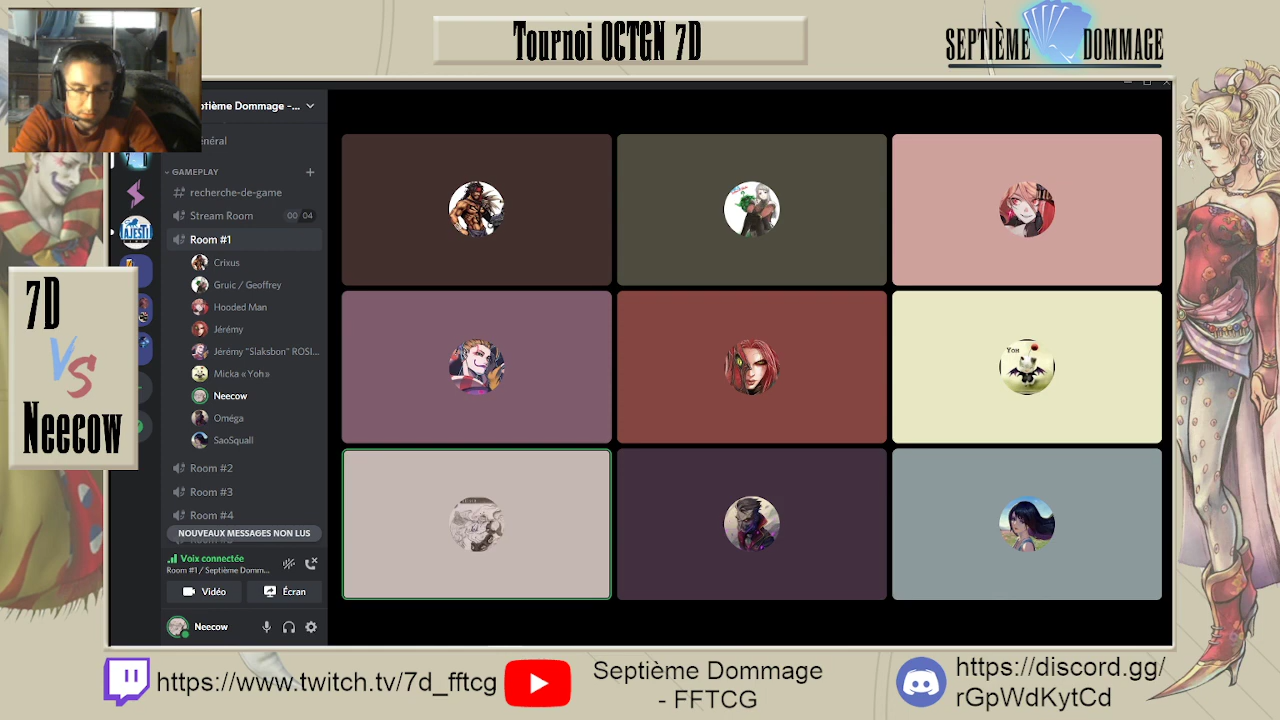 Tournoi OCTGN 7D
SEPTIÈME DOMMAGE
7D
VS
Neecow
ptième Dommage -...
énéral
GAMEPLAY
recherche-de-game
Stream Room 00 04
Room #1
Crixus
Gruic / Geoffrey
Hooded Man
Jérémy
Jérémy "Slaksbon" ROSI...
Micka « Yoh »
Neecow
Oméga
SaoSquall
Room #2
Room #3
Room #4
NOUVEAUX MESSAGES NON LUS
Voix connectée
Room #1 / Septième Domm...
Vidéo
Écran
Neecow
YOH
https://www.twitch.tv/7d_fftcg
Septième Dommage
- FFTCG
https://discord.gg/
rGpWdKytCd